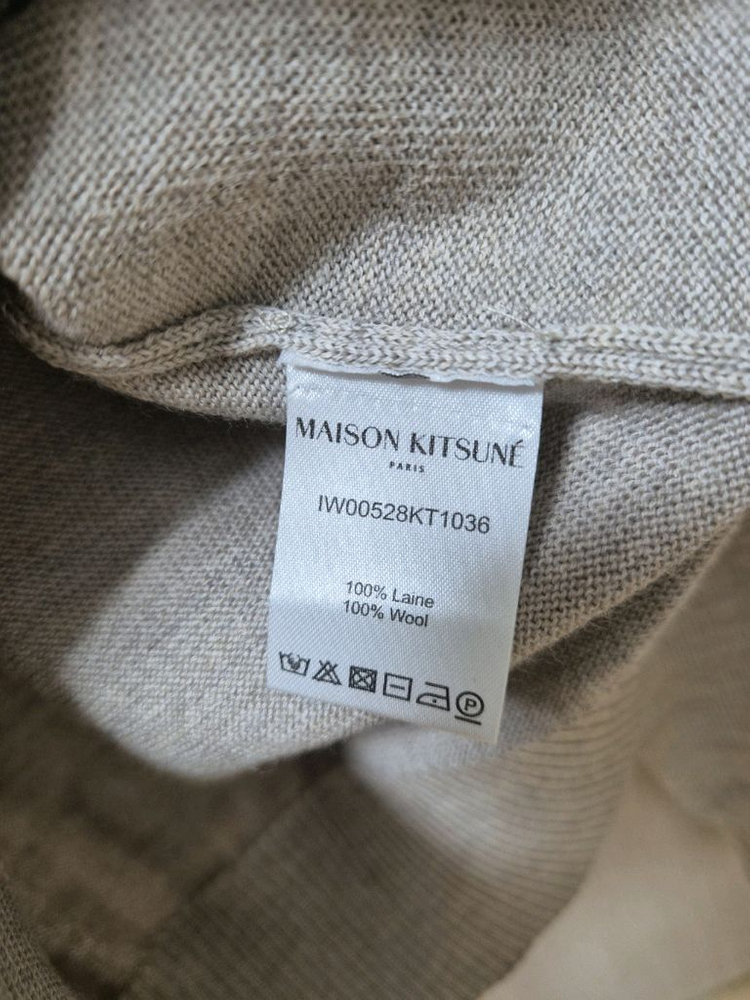 MAISON KITSUNÉ
PARIS
IW00528KT1036
100% Laine
100% Wool
P